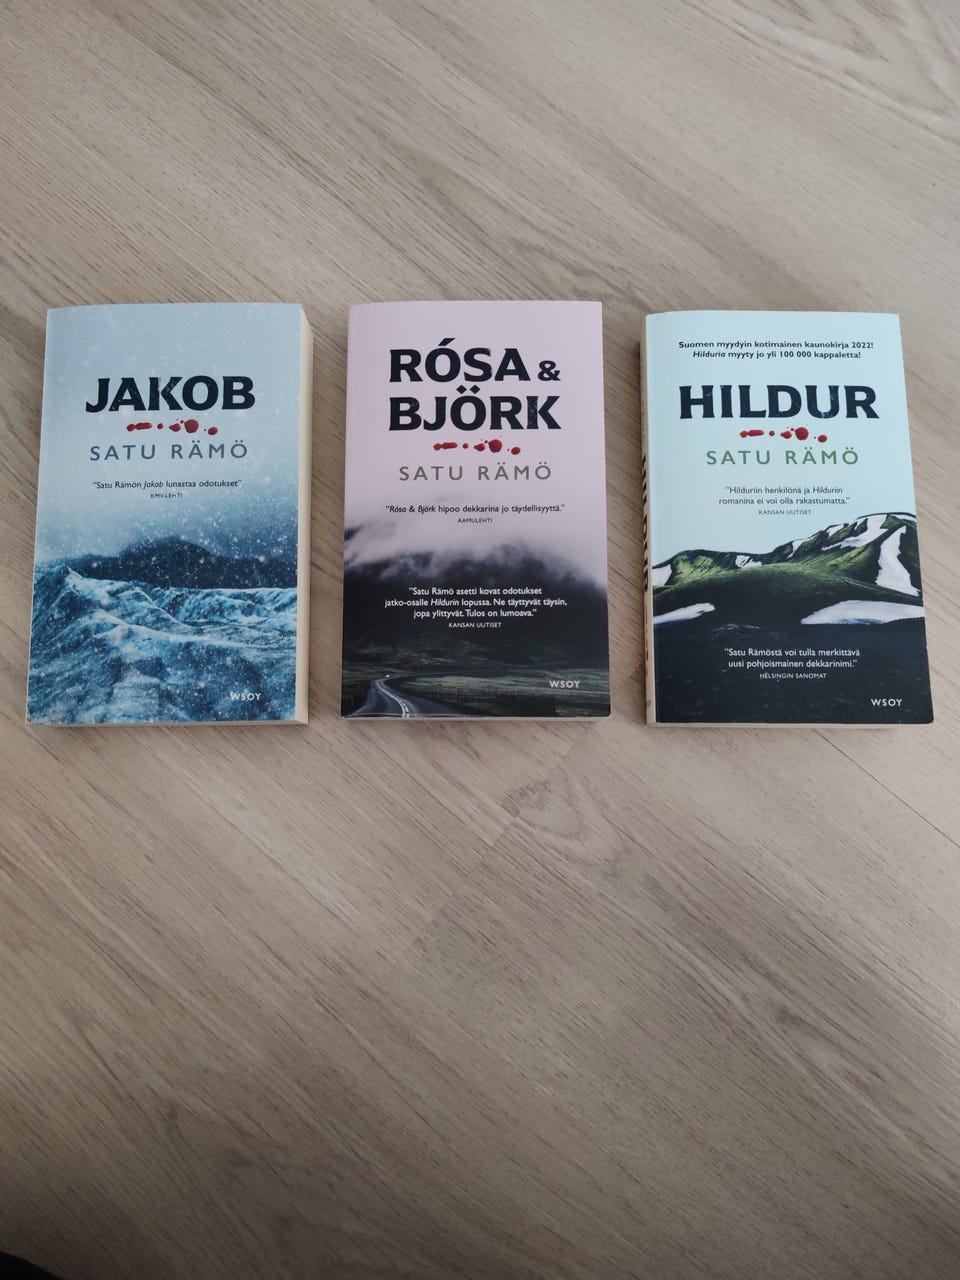 JAKOB
SATU RÄMÖ
"Satu Rämön Jakob lunastaa odotukset"
KMV-LEHTI
WSOY
RÓSA &
BJÖRK
SATU RÄMÖ
"Rósa & Björk hipoo dekkarina jo täydellisyyttä."
AAMULEHTI
"Satu Rämö asetti kovat odotukset
jatko-osalle Hildurin lopussa. Ne täyttyvät täysin,
jopa ylittyvät. Tulos on lumoava."
KANSAN UUTISET
WSOY
Suomen myydyin kotimainen kaunokirja 2022!
Hilduria myyty jo yli 100 000 kappaletta!
HILDUR
SATU RÄMÖ
"Hilduriin henkilönä ja Hilduriin
romanina ei voi olla rakastumatta."
KANSAN UUTISET
"Satu Rämöstä voi tulla merkittävä
uusi pohjoismainen dekkarinimi."
HELSINGIN SANOMAT
WSOY